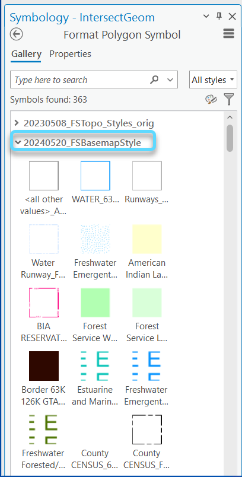 Symbology - IntersectGeom
Format Polygon Symbol
Gallery Properties
Type here to search
All styles
Symbols found: 363
20230508_FSTopo_Styles_orig
20240520_FSBasemapStyle
<all other values>_A...
WATER_63...
Runways_...
Water Runway_F...
Freshwater Emergent...
American Indian La...
BIA RESERVAT...
Forest Service W...
Forest Service L...
Border 63K 126K GTA...
Estuarine and Marin...
Freshwater Emergent...
Freshwater Forested/...
County CENSUS_6...
County CENSUS_F...